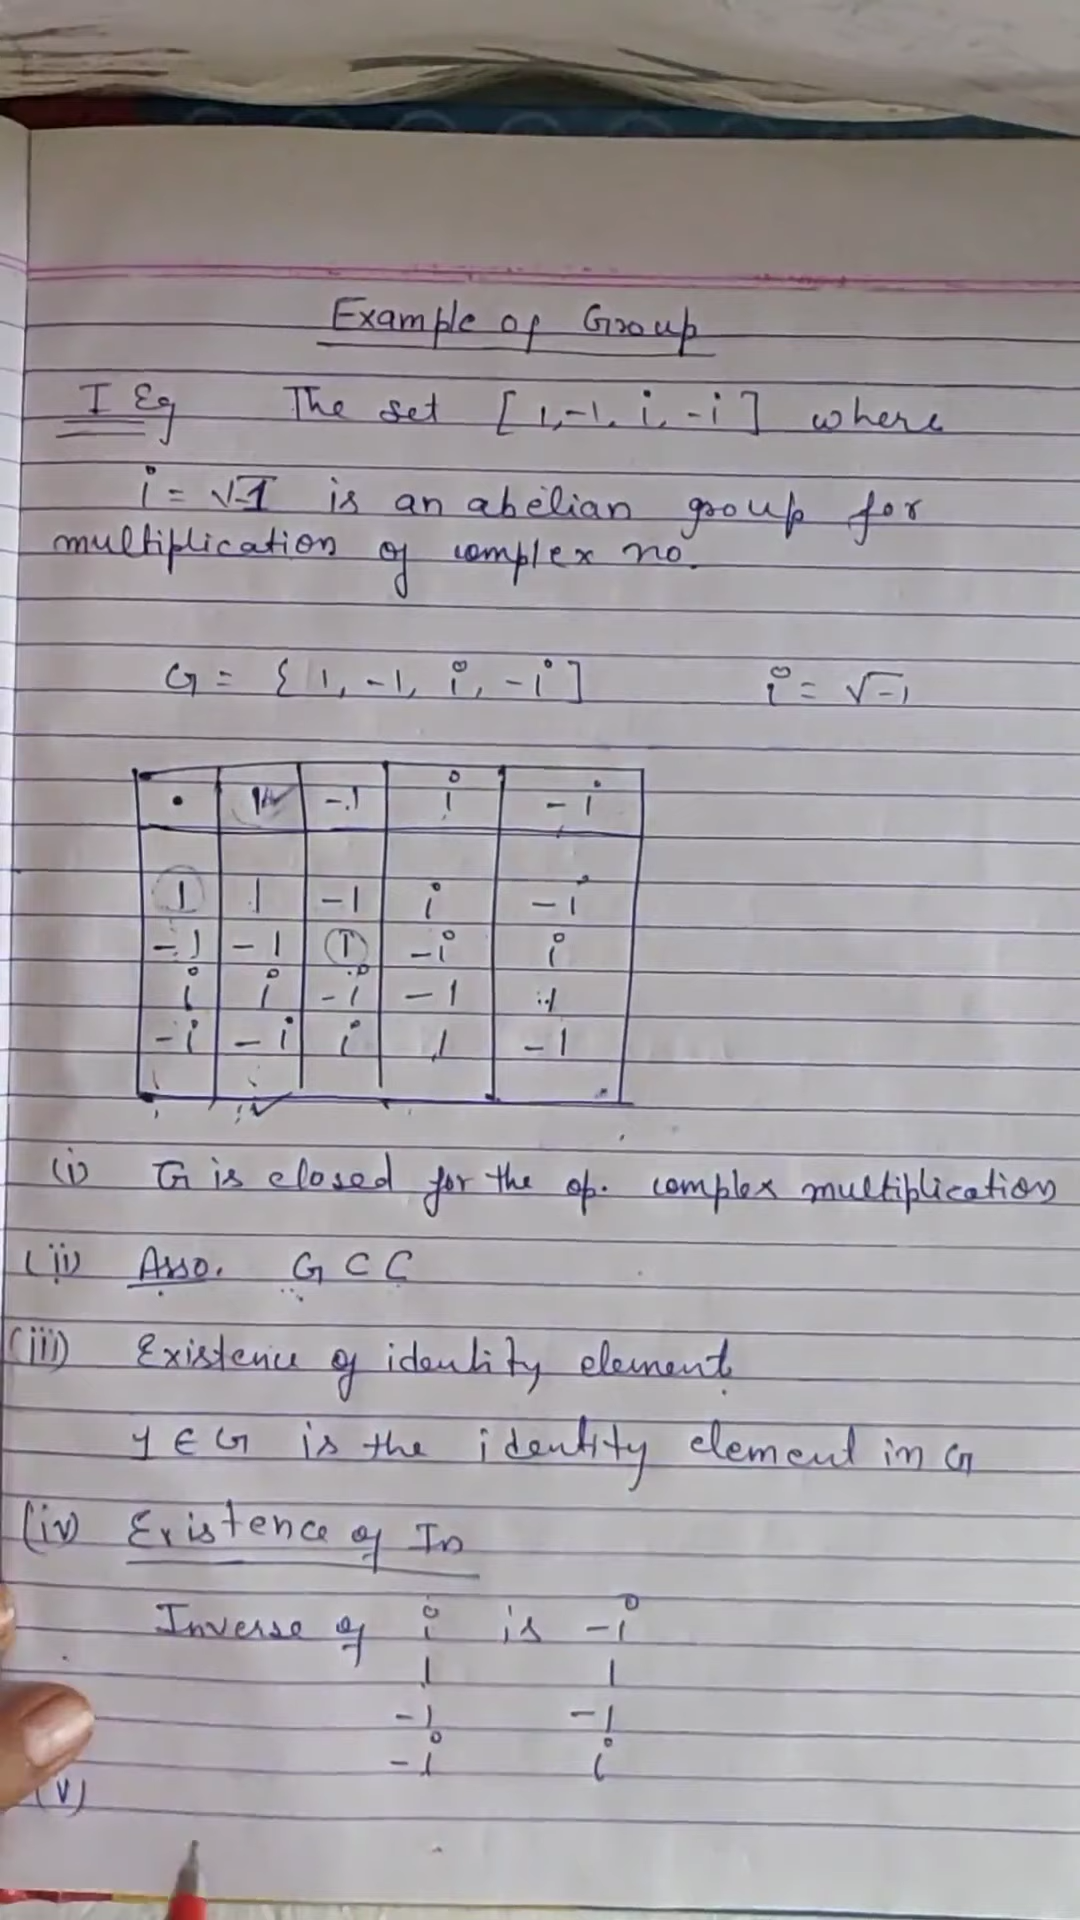 Example of Group
I Eg The set [1, -1, i, -i] where
i = √-1 is an abelian group for
multiplication of complex no.
G = {1, -1, i, -i] i = √-1
• 1 -1 i -i
1 1 -1 i -i
-1 -1 1 -i i
i i -i -1 1
-i -i i 1 -1
(i) G is closed for the op. complex multiplication
(ii) Asso. G ⊂ C
(iii) Existence of identity element
1 ∈ G is the identity element in G
(iv) Existence of In
Inverse of i is -i
1 1
-1 -1
-i i
(v)